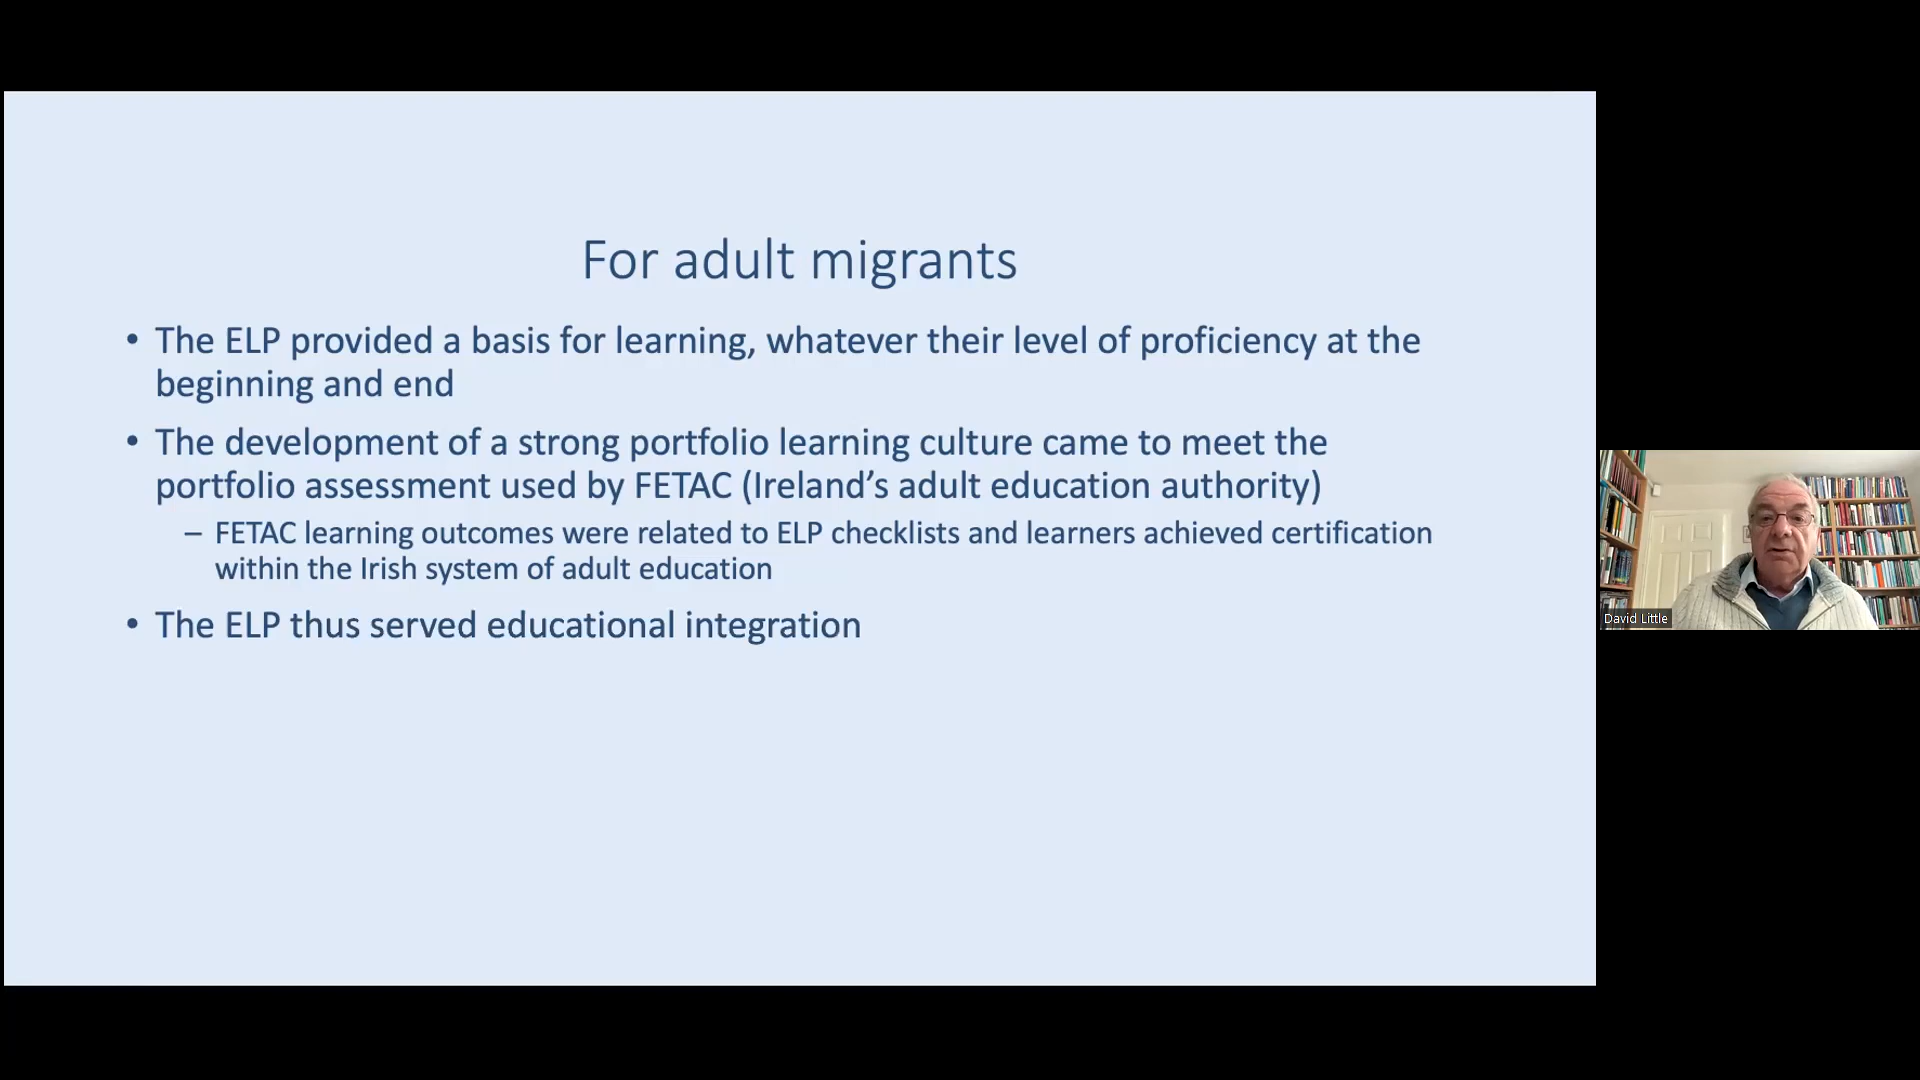 For adult migrants
• The ELP provided a basis for learning, whatever their level of proficiency at the
beginning and end
• The development of a strong portfolio learning culture came to meet the
portfolio assessment used by FETAC (Ireland’s adult education authority)
– FETAC learning outcomes were related to ELP checklists and learners achieved certification
within the Irish system of adult education
• The ELP thus served educational integration
David Little